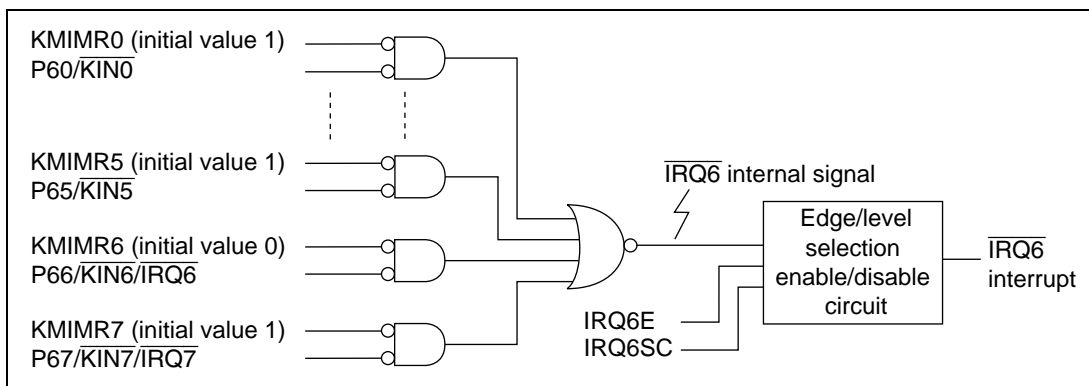 KMIMR0 (initial value 1)
P60/KIN0
KMIMR5 (initial value 1)
P65/KIN5
KMIMR6 (initial value 0)
P66/KIN6/IRQ6
KMIMR7 (initial value 1)
P67/KIN7/IRQ7
IRQ6 internal signal
IRQ6E
IRQ6SC
Edge/level
selection
enable/disable
circuit
IRQ6
interrupt